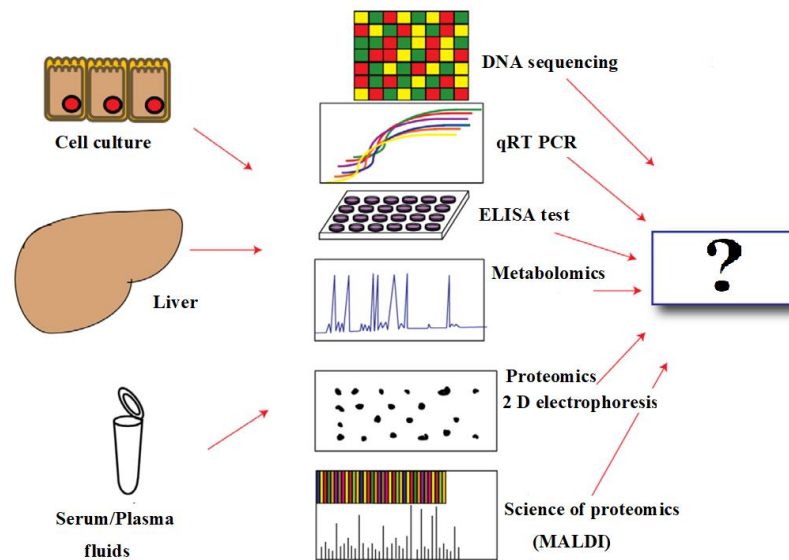 DNA sequencing
Cell culture
qRT PCR
ELISA test
Metabolomics
?
Liver
Proteomics
2 D electrophoresis
Serum/Plasma
fluids
Science of proteomics
(MALDI)